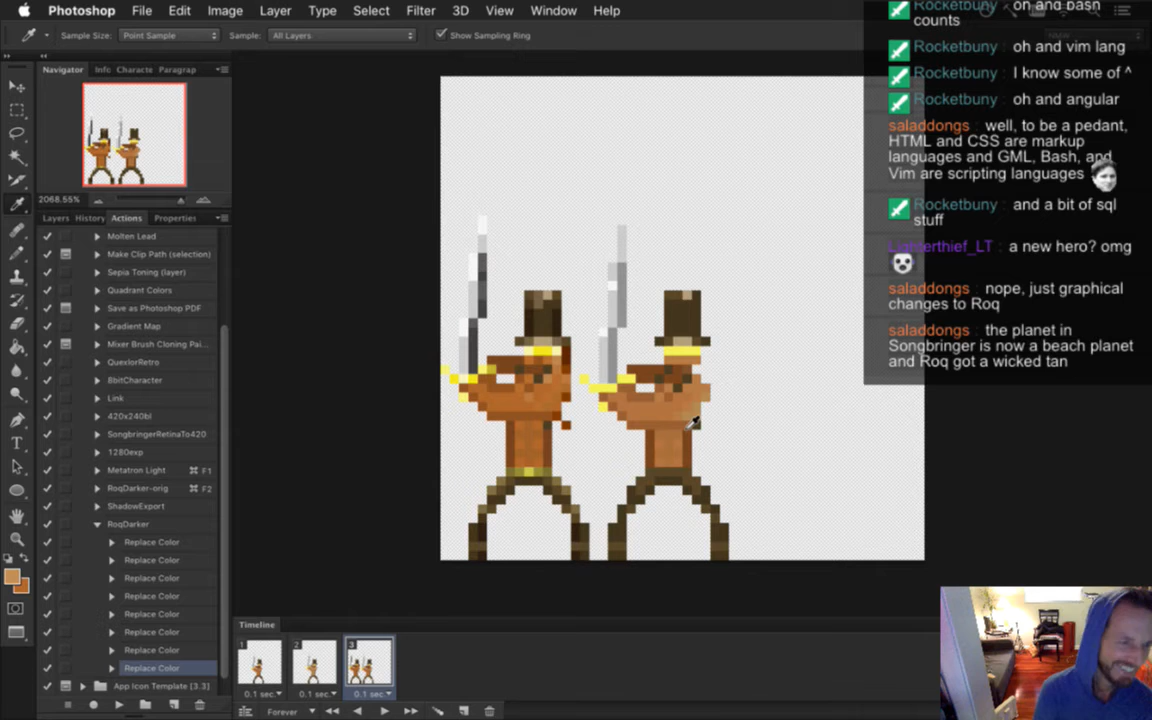 Photoshop File Edit Image Layer Type Select Filter 3D View Window Help
Sample Size: Point Sample Sample: All Layers Show Sampling Ring
Navigator Info Characte Paragrap
2068.55%
Layers History Actions Properties
Molten Lead
Make Clip Path (selection)
Sepia Toning (layer)
Quadrant Colors
Save as Photoshop PDF
Gradient Map
Mixer Brush Cloning Pai...
QuexlorRetro
8bitCharacter
Link
420x240bl
SongbringerRetinaTo420
1280exp
Metatron Light ⌘ F1
RoqDarker-orig ⌘ F2
ShadowExport
RoqDarker
Replace Color
Replace Color
Replace Color
Replace Color
Replace Color
Replace Color
Replace Color
Replace Color
App Icon Template [3.3]
Rocketbuny : oh and bash
counts
Rocketbuny : oh and vim lang
Rocketbuny : I know some of ^
Rocketbuny : oh and angular
saladdongs : well, to be a pedant,
HTML and CSS are markup
languages and GML, Bash, and
Vim are scripting languages
Rocketbuny : and a bit of sql
stuff
Lighterthief_LT : a new hero? omg
saladdongs : nope, just graphical
changes to Roq
saladdongs : the planet in
Songbringer is now a beach planet
and Roq got a wicked tan
Timeline
1 2 3
0.1 sec. 0.1 sec. 0.1 sec.
Forever